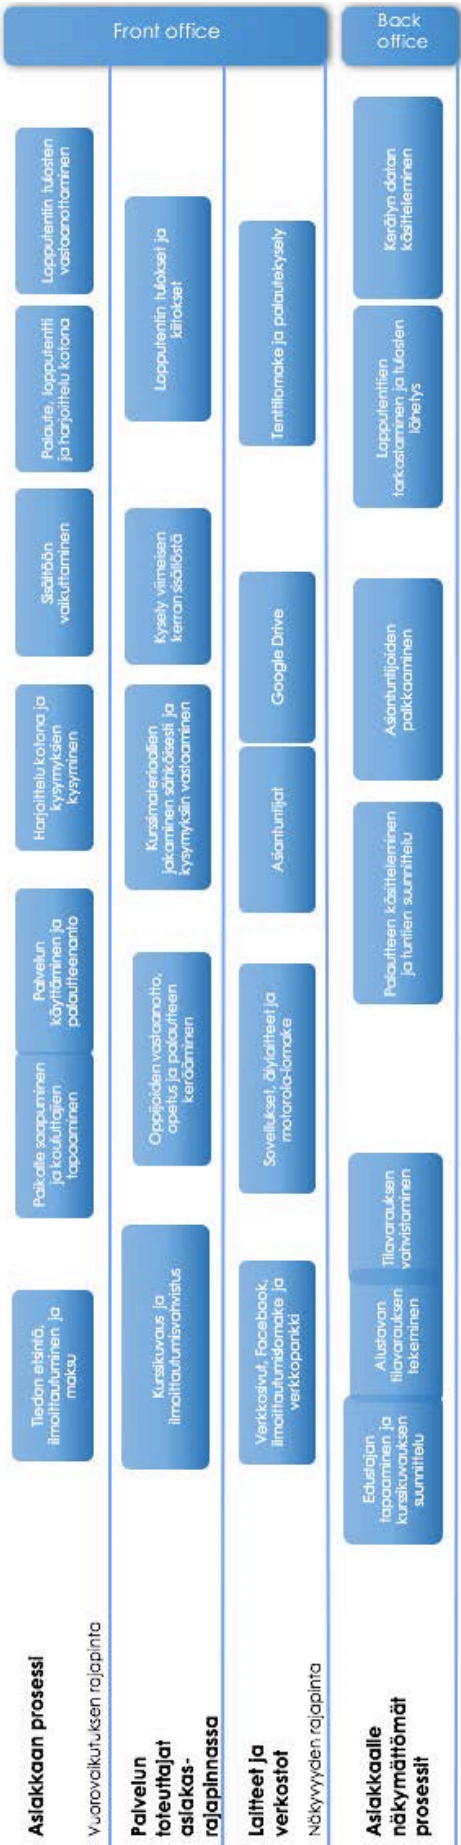 Front office
Back
office
Asiakkaan prosessi
Tiedon etsintä,
ilmoittautuminen ja
maksu
Paikalle saapuminen
ja kouluttajien
tapaaminen
Palvelun
käyttäminen ja
palautteenanto
Harjoittelu kotona ja
kysymyksien
kysyminen
Sisältöön
vaikuttaminen
Palaute, lopputentti
ja harjoittelu kotona
Lopputentin tulosten
vastaanottaminen
Vuorovaikutuksen rajapinta
Palvelun
toteuttajat
asiakas-
rajapinnassa
Kurssikuvaus ja
ilmoittautumisvahvistus
Oppijoiden vastaanotto,
opetus ja palautteen
kerääminen
Kurssimateriaalien
jakaminen sähköisesti ja
kysymyksiin vastaaminen
Kysely viimeisen
kerran sisällöstä
Lopputentin tulokset ja
kiitokset
Laitteet ja
verkostot
Verkkosivut, Facebook,
ilmoittautumislomake ja
verkkopankki
Sovellukset, älylaitteet ja
motorola-lomake
Asiantuntijat
Google Drive
Tenttilomake ja palautekysely
Näkyvyyden rajapinta
Asiakkaalle
näkymättömät
prosessit
Edustajan
tapaaminen ja
kurssikuvauksen
suunnittelu
Alustavan
tilavarauksen
tekeminen
Tilavarauksen
vahvistaminen
Palautteen käsitteleminen
ja tuntien suunnittelu
Asiantuntijoiden
palkkaaminen
Lopputenttien
tarkastaminen ja tulosten
lähetys
Kerätyn datan
käsitteleminen